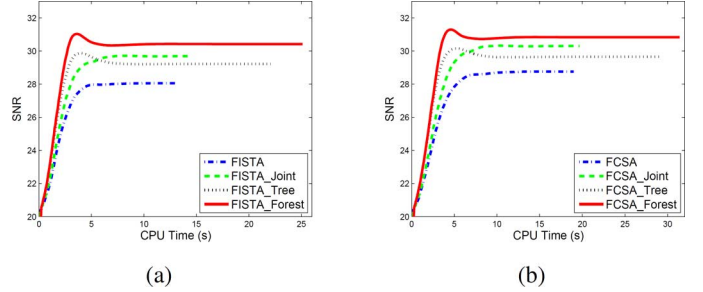 30
28
26
24
22
20
SNR
0
5
10
15
20
25
CPU Time (s)
FISTA
FISTA_Joint
FISTA_Tree
FISTA_Forest
(a)
32
30
28
26
24
22
20
SNR
0
5
10
15
20
25
30
CPU Time (s)
FCSA
FCSA_Joint
FCSA_Tree
FCSA_Forest
(b)